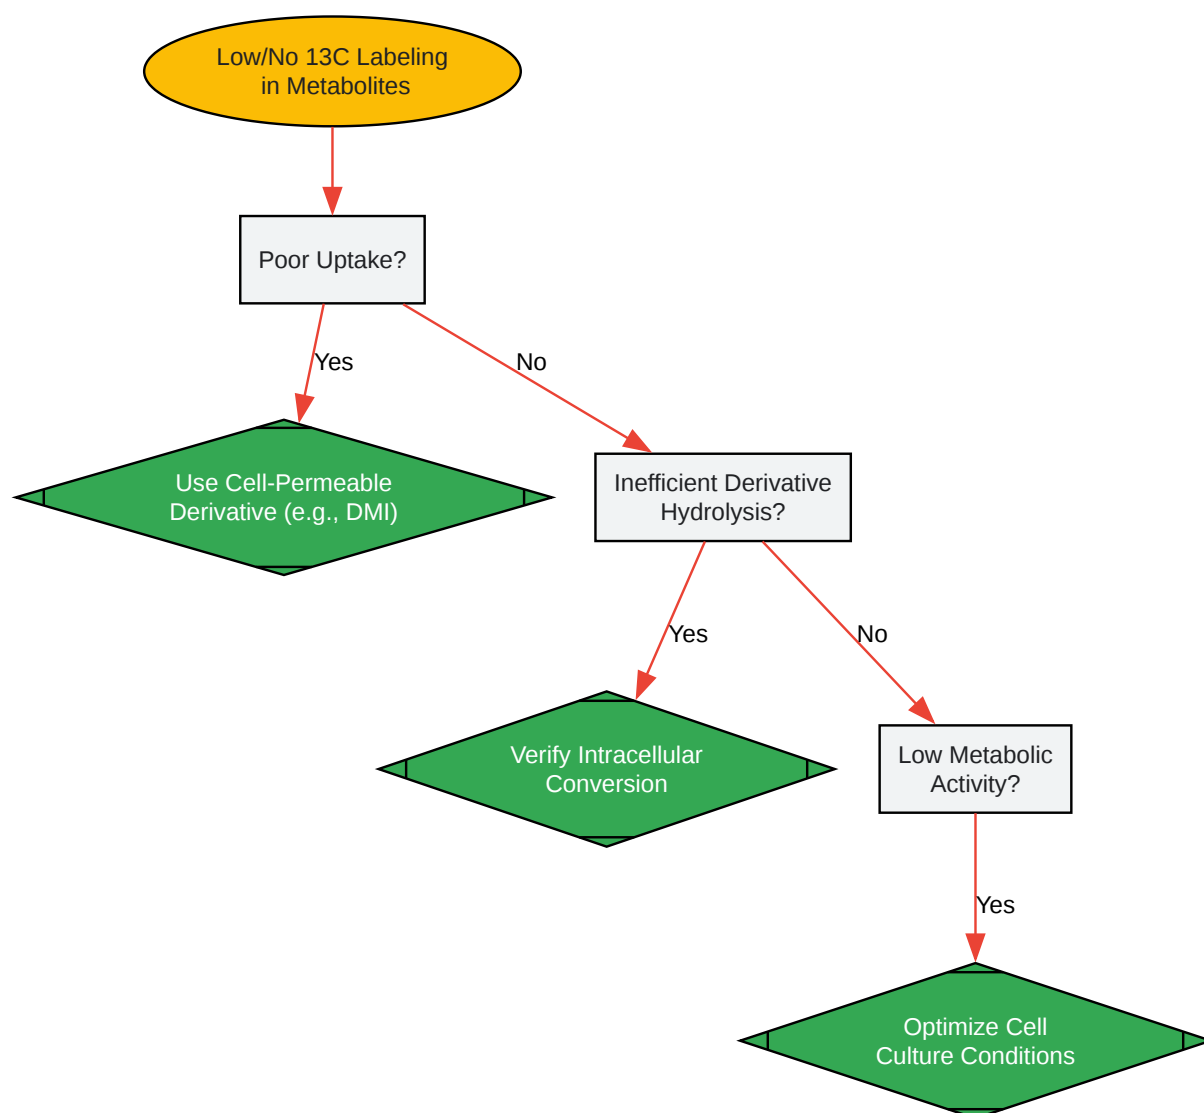 Low/No 13C Labeling
in Metabolites
Poor Uptake?
Yes
No
Use Cell-Permeable
Derivative (e.g., DMI)
Inefficient Derivative
Hydrolysis?
Yes
No
Verify Intracellular
Conversion
Low Metabolic
Activity?
Yes
Optimize Cell
Culture Conditions